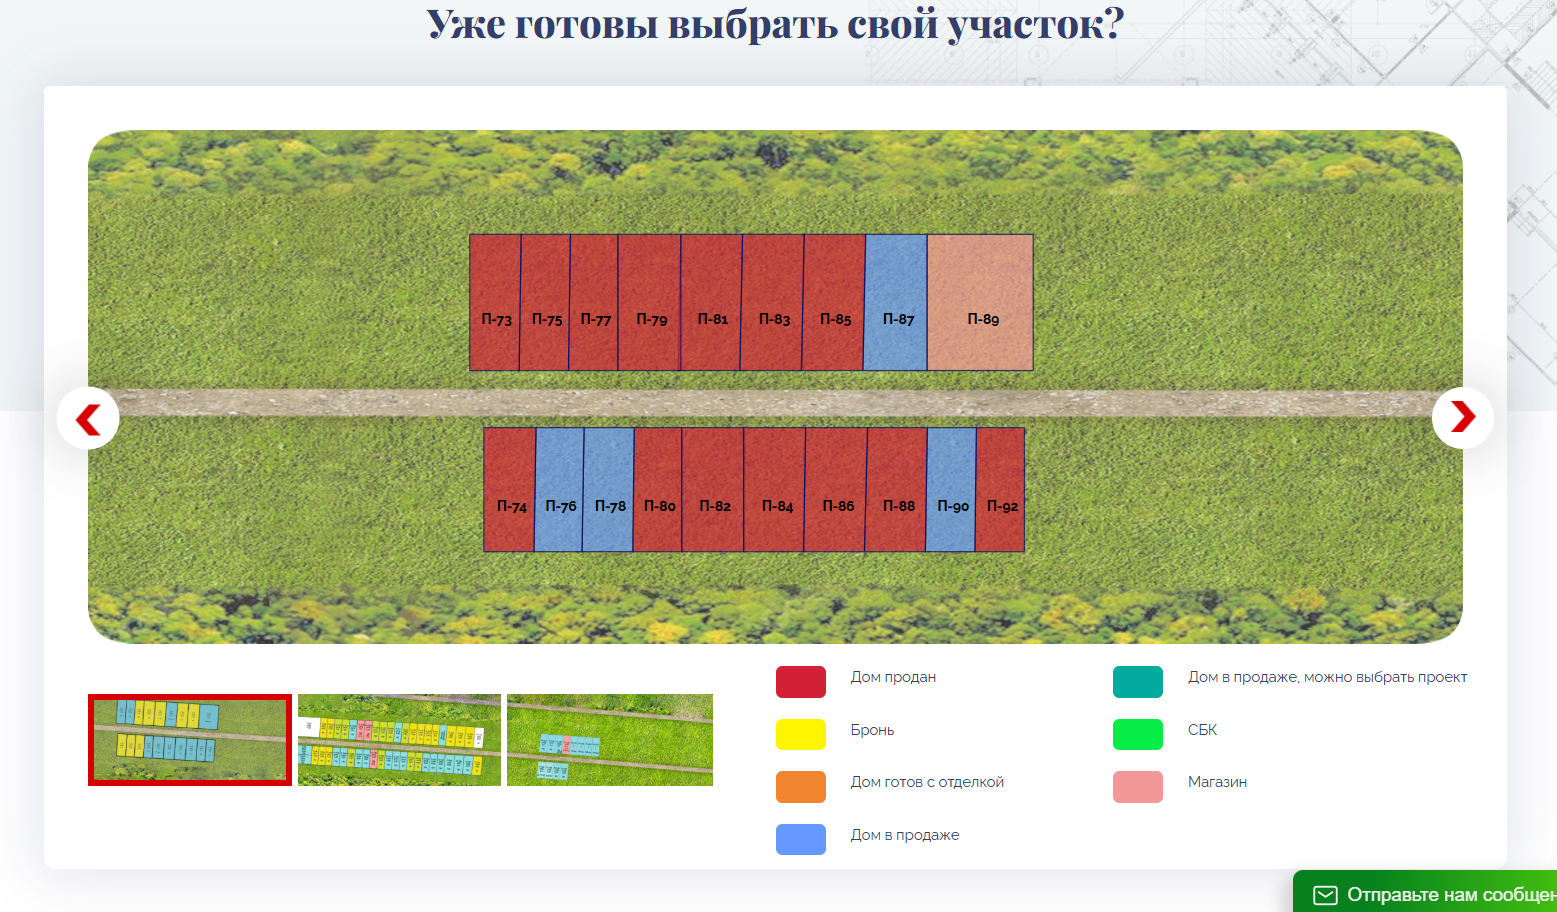 Уже готовы выбрать свой участок?
П-73 П-75 П-77 П-79 П-81 П-83 П-85 П-87 П-89
П-74 П-76 П-78 П-80 П-82 П-84 П-86 П-88 П-90 П-92
Дом продан
Бронь
Дом готов с отделкой
Дом в продаже
Дом в продаже, можно выбрать проект
СБК
Магазин
Отправьте нам сообщен